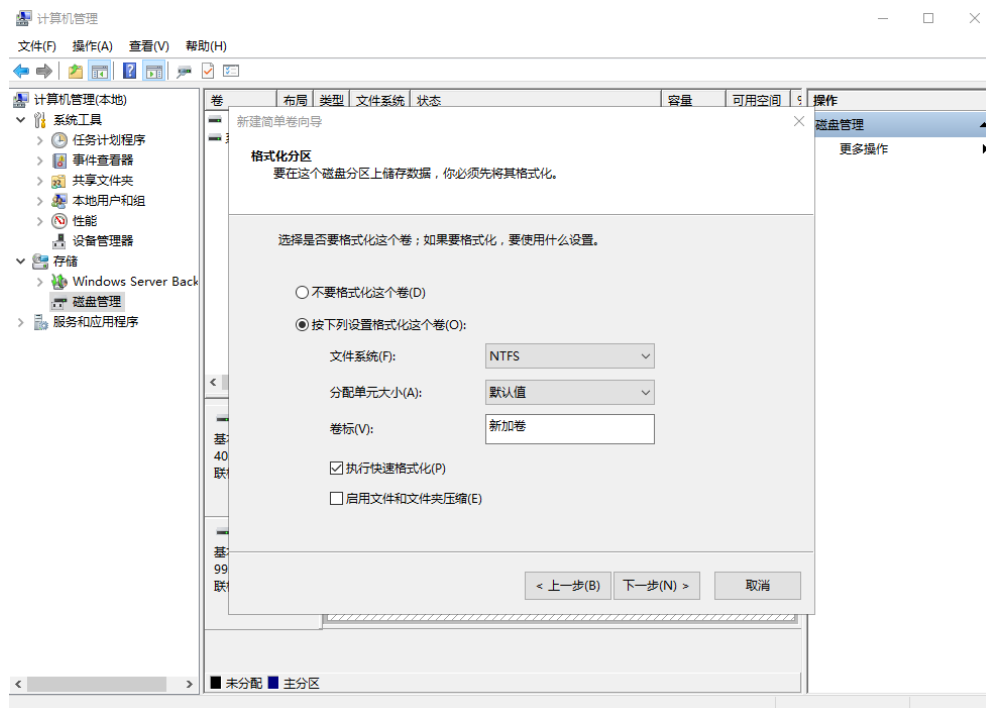 计算机管理
文件(F) 操作(A) 查看(V) 帮助(H)
计算机管理(本地)
系统工具
任务计划程序
事件查看器
共享文件夹
本地用户和组
性能
设备管理器
存储
Windows Server Back
磁盘管理
服务和应用程序
卷 布局 类型 文件系统 状态 容量 可用空间
新建简单卷向导
格式化分区
要在这个磁盘分区上储存数据，你必须先将其格式化。
选择是否要格式化这个卷；如果要格式化，要使用什么设置。
不要格式化这个卷(D)
按下列设置格式化这个卷(O):
文件系统(F): NTFS
分配单元大小(A): 默认值
卷标(V): 新加卷
执行快速格式化(P)
启用文件和文件夹压缩(E)
< 上一步(B) 下一步(N) > 取消
基
40
联
基
99
联
未分配 主分区
操作
磁盘管理
更多操作